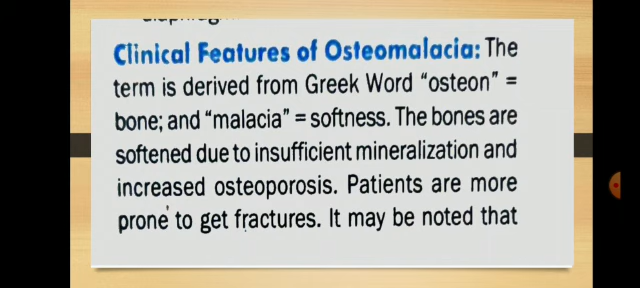 Clinical Features of Osteomalacia: The
term is derived from Greek Word “osteon” =
bone; and “malacia” = softness. The bones are
softened due to insufficient mineralization and
increased osteoporosis. Patients are more
prone to get fractures. It may be noted that